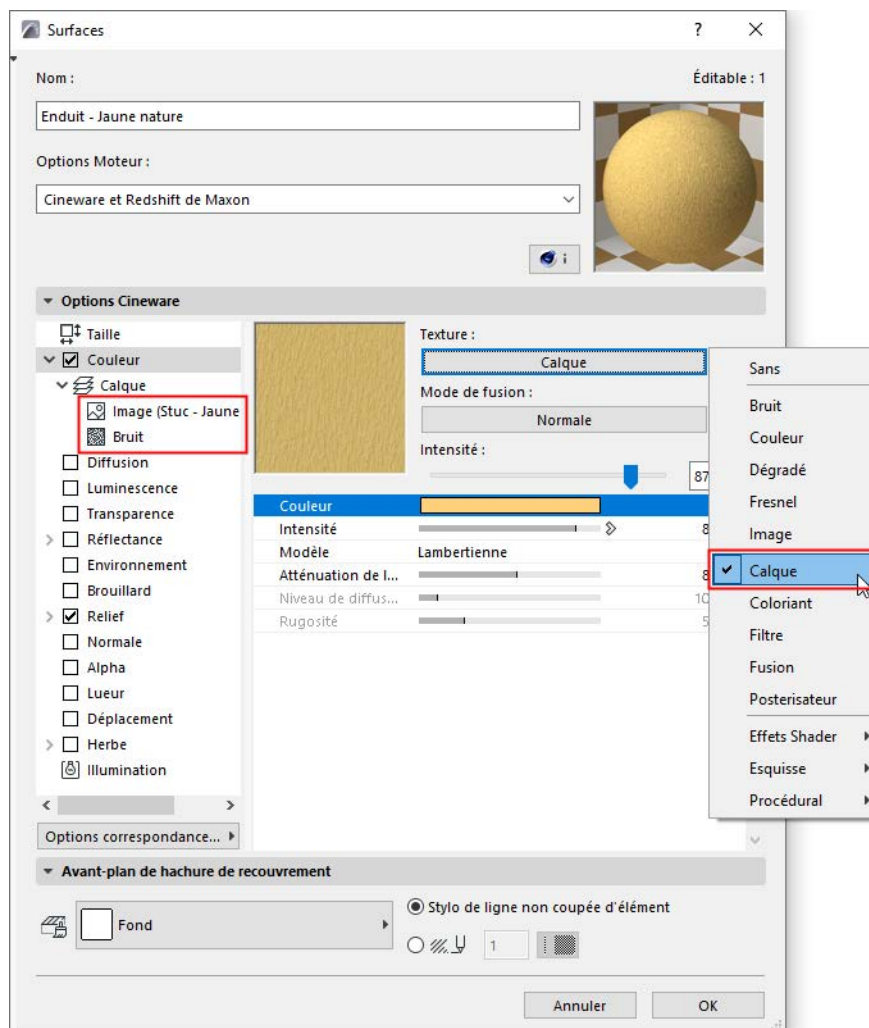 Surfaces
?
Nom :
Éditable : 1
Enduit - Jaune nature
Options Moteur :
Cineware et Redshift de Maxon
i
Options Cineware
Taille
Couleur
Calque
Image (Stuc - Jaune
Bruit
Diffusion
Luminescence
Transparence
Réflectance
Environnement
Brouillard
Relief
Normale
Alpha
Lueur
Déplacement
Herbe
Illumination
Options correspondance...
Texture :
Calque
Mode de fusion :
Normale
Intensité :
87
Couleur
Intensité 8
Modèle Lambertienne
Atténuation de l... 8
Niveau de diffus... 10
Rugosité 5
Sans
Bruit
Couleur
Dégradé
Fresnel
Image
Calque
Coloriant
Filtre
Fusion
Posterisateur
Effets Shader
Esquisse
Procédural
Avant-plan de hachure de recouvrement
Fond
Stylo de ligne non coupée d'élément
1
Annuler OK